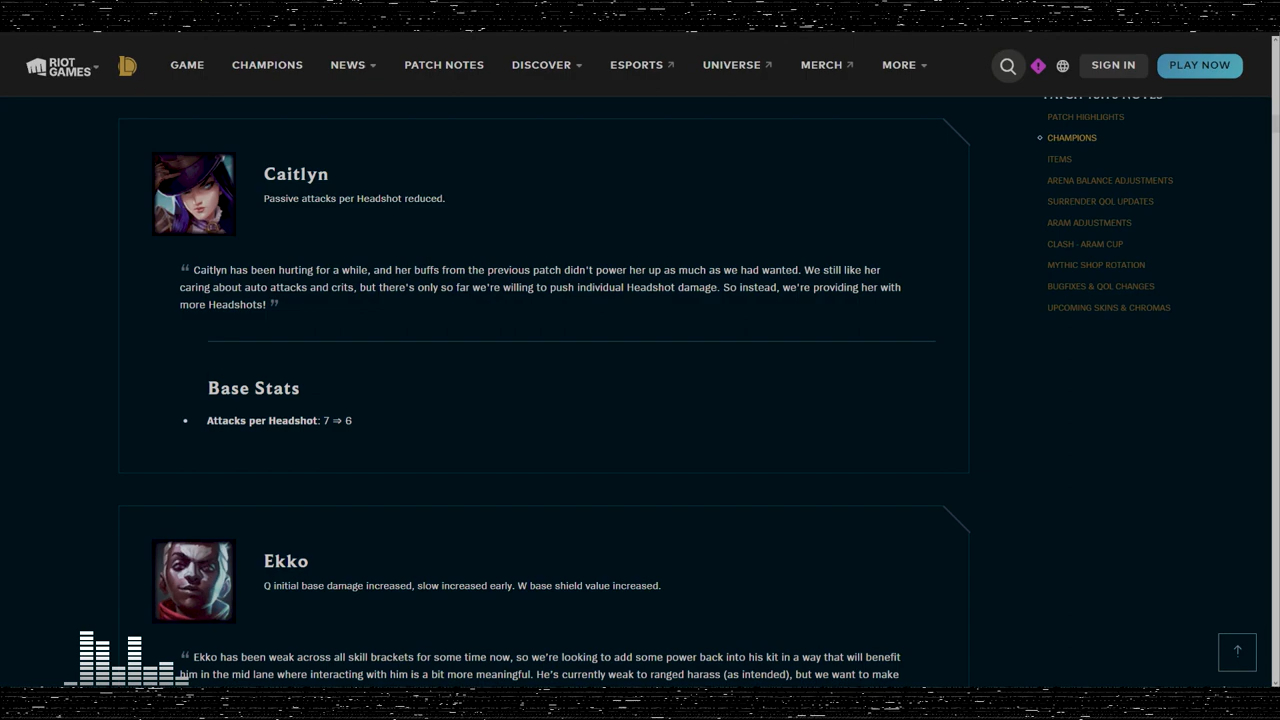 RIOT GAMES
GAME
CHAMPIONS
NEWS
PATCH NOTES
DISCOVER
ESPORTS
UNIVERSE
MERCH
MORE
SIGN IN
PLAY NOW
PATCH HIGHLIGHTS
CHAMPIONS
ITEMS
ARENA BALANCE ADJUSTMENTS
SURRENDER QOL UPDATES
ARAM ADJUSTMENTS
CLASH - ARAM CUP
MYTHIC SHOP ROTATION
BUGFIXES & QOL CHANGES
UPCOMING SKINS & CHROMAS
Caitlyn
Passive attacks per Headshot reduced.
“ Caitlyn has been hurting for a while, and her buffs from the previous patch didn't power her up as much as we had wanted. We still like her
caring about auto attacks and crits, but there's only so far we're willing to push individual Headshot damage. So instead, we're providing her with
more Headshots! ”
Base Stats
• Attacks per Headshot: 7 ⇒ 6
Ekko
Q initial base damage increased, slow increased early. W base shield value increased.
“ Ekko has been weak across all skill brackets for some time now, so we're looking to add some power back into his kit in a way that will benefit
him in the mid lane where interacting with him is a bit more meaningful. He's currently weak to ranged harass (as intended), but we want to make